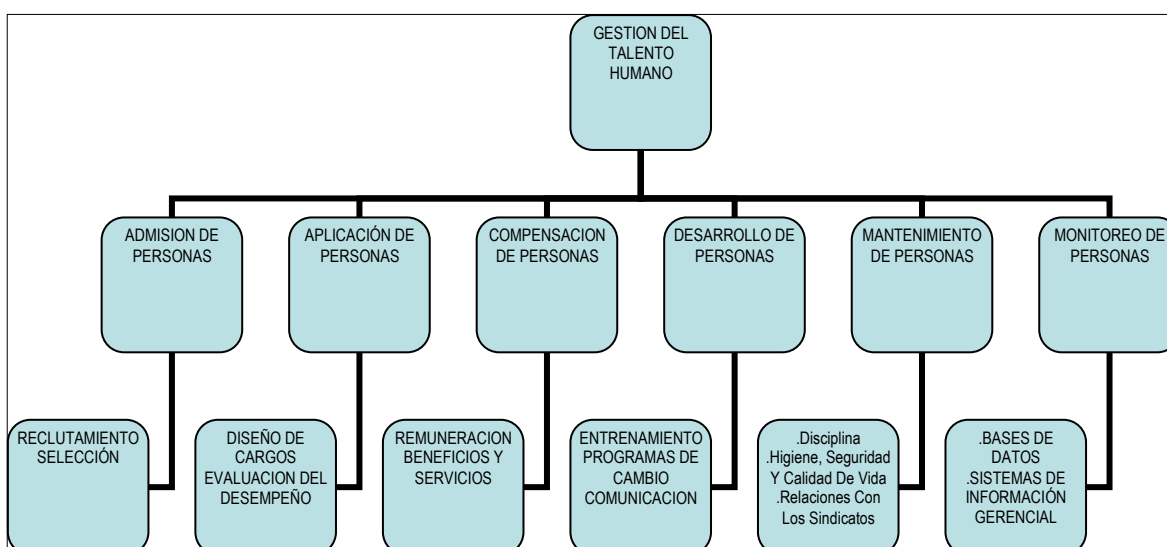 GESTION DEL
TALENTO
HUMANO
ADMISION DE
PERSONAS
APLICACIÓN DE
PERSONAS
COMPENSACION
DE PERSONAS
DESARROLLO DE
PERSONAS
MANTENIMIENTO
DE PERSONAS
MONITOREO DE
PERSONAS
RECLUTAMIENTO
SELECCIÓN
DISEÑO DE
CARGOS
EVALUACION DEL
DESEMPEÑO
REMUNERACION
BENEFICIOS Y
SERVICIOS
ENTRENAMIENTO
PROGRAMAS DE
CAMBIO
COMUNICACION
.Disciplina
.Higiene, Seguridad
Y Calidad De Vida
.Relaciones Con
Los Sindicatos
.BASES DE
DATOS
.SISTEMAS DE
INFORMACIÓN
GERENCIAL